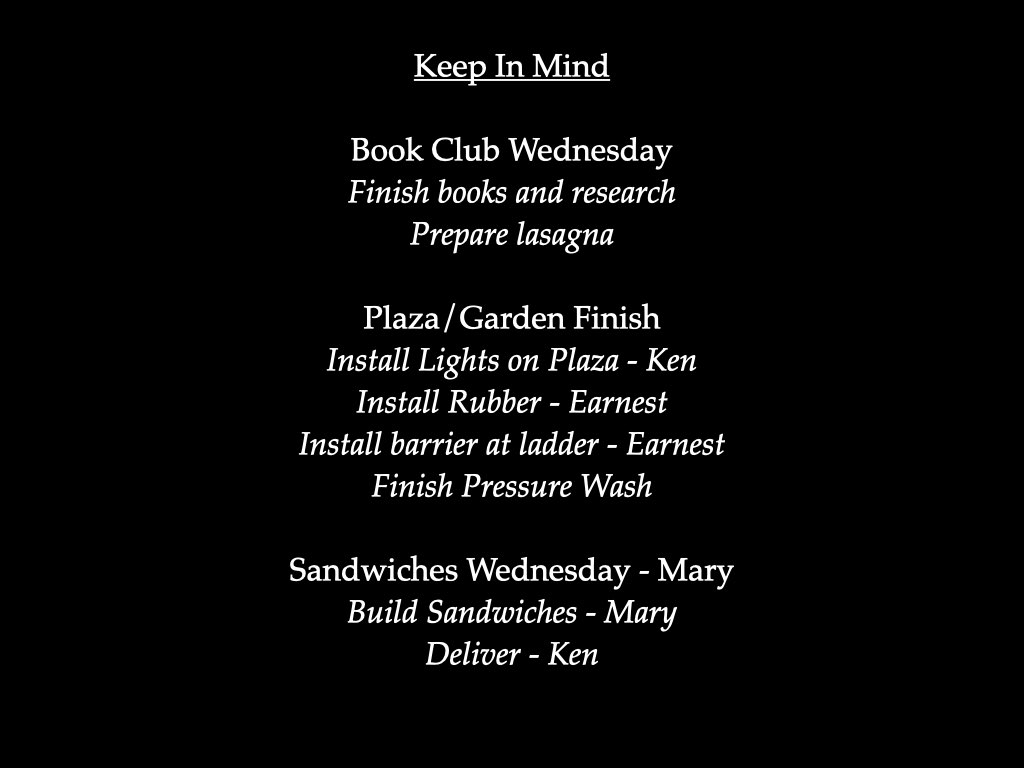 Keep In Mind
Book Club Wednesday
Finish books and research
Prepare lasagna
Plaza/Garden Finish
Install Lights on Plaza - Ken
Install Rubber - Earnest
Install barrier at ladder - Earnest
Finish Pressure Wash
Sandwiches Wednesday - Mary
Build Sandwiches - Mary
Deliver - Ken